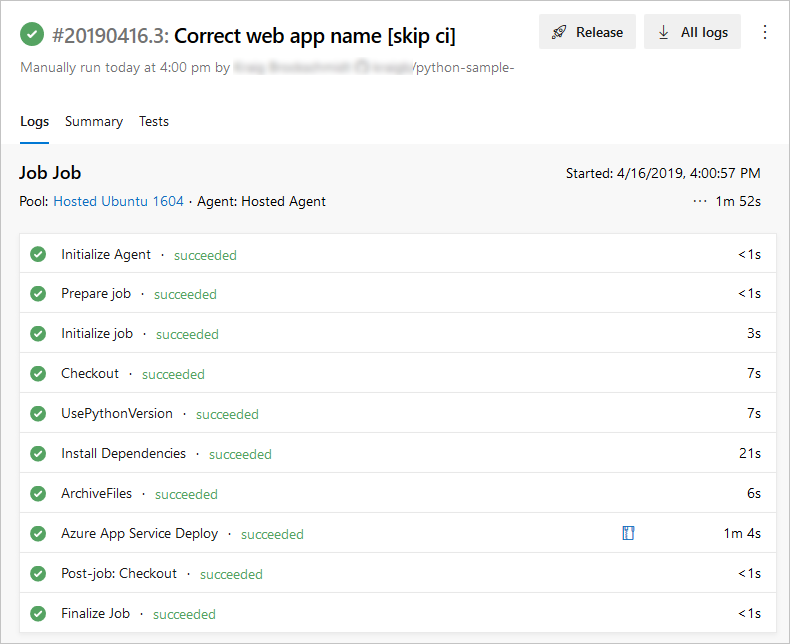 #20190416.3: Correct web app name [skip ci]
Release
All logs
Manually run today at 4:00 pm by /python-sample-
Logs Summary Tests
Job Job
Started: 4/16/2019, 4:00:57 PM
Pool: Hosted Ubuntu 1604 · Agent: Hosted Agent
··· 1m 52s
Initialize Agent · succeeded <1s
Prepare job · succeeded <1s
Initialize job · succeeded 3s
Checkout · succeeded 7s
UsePythonVersion · succeeded 7s
Install Dependencies · succeeded 21s
ArchiveFiles · succeeded 6s
Azure App Service Deploy · succeeded 1m 4s
Post-job: Checkout · succeeded <1s
Finalize Job · succeeded <1s